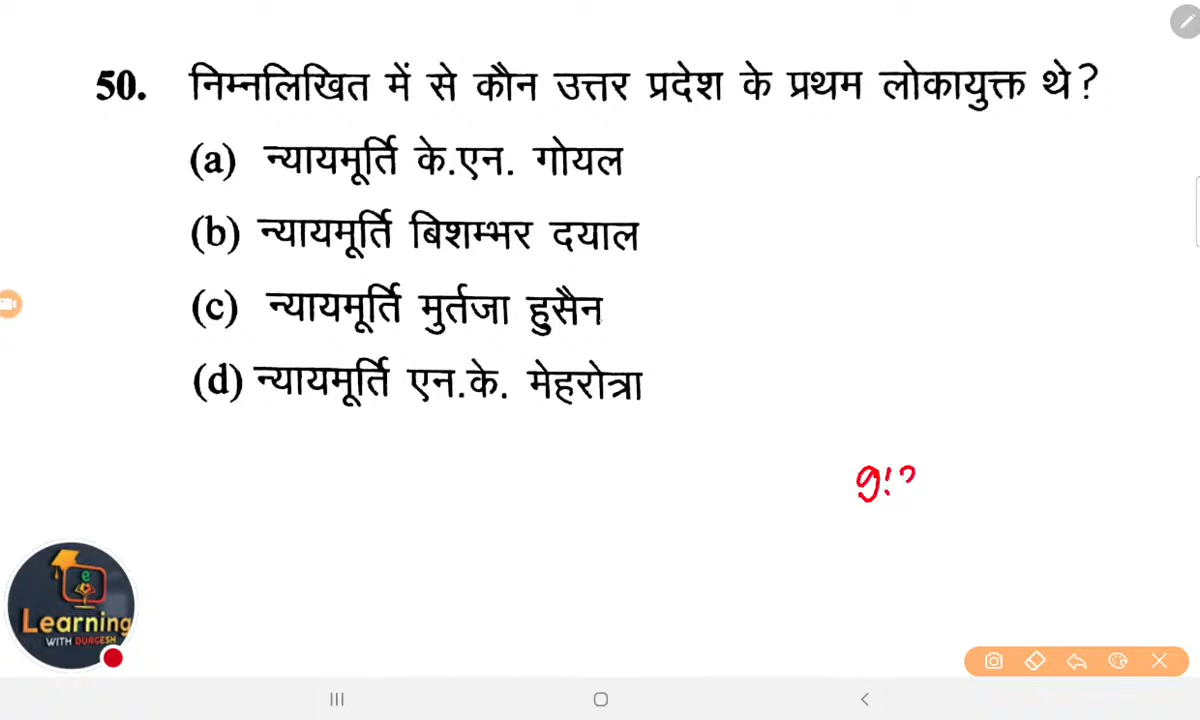 50. निम्नलिखित में से कौन उत्तर प्रदेश के प्रथम लोकायुक्त थे?
(a) न्यायमूर्ति के.एन. गोयल
(b) न्यायमूर्ति बिशम्भर दयाल
(c) न्यायमूर्ति मुर्तजा हुसैन
(d) न्यायमूर्ति एन.के. मेहरोत्रा
e
Learning
WITH DURGESH